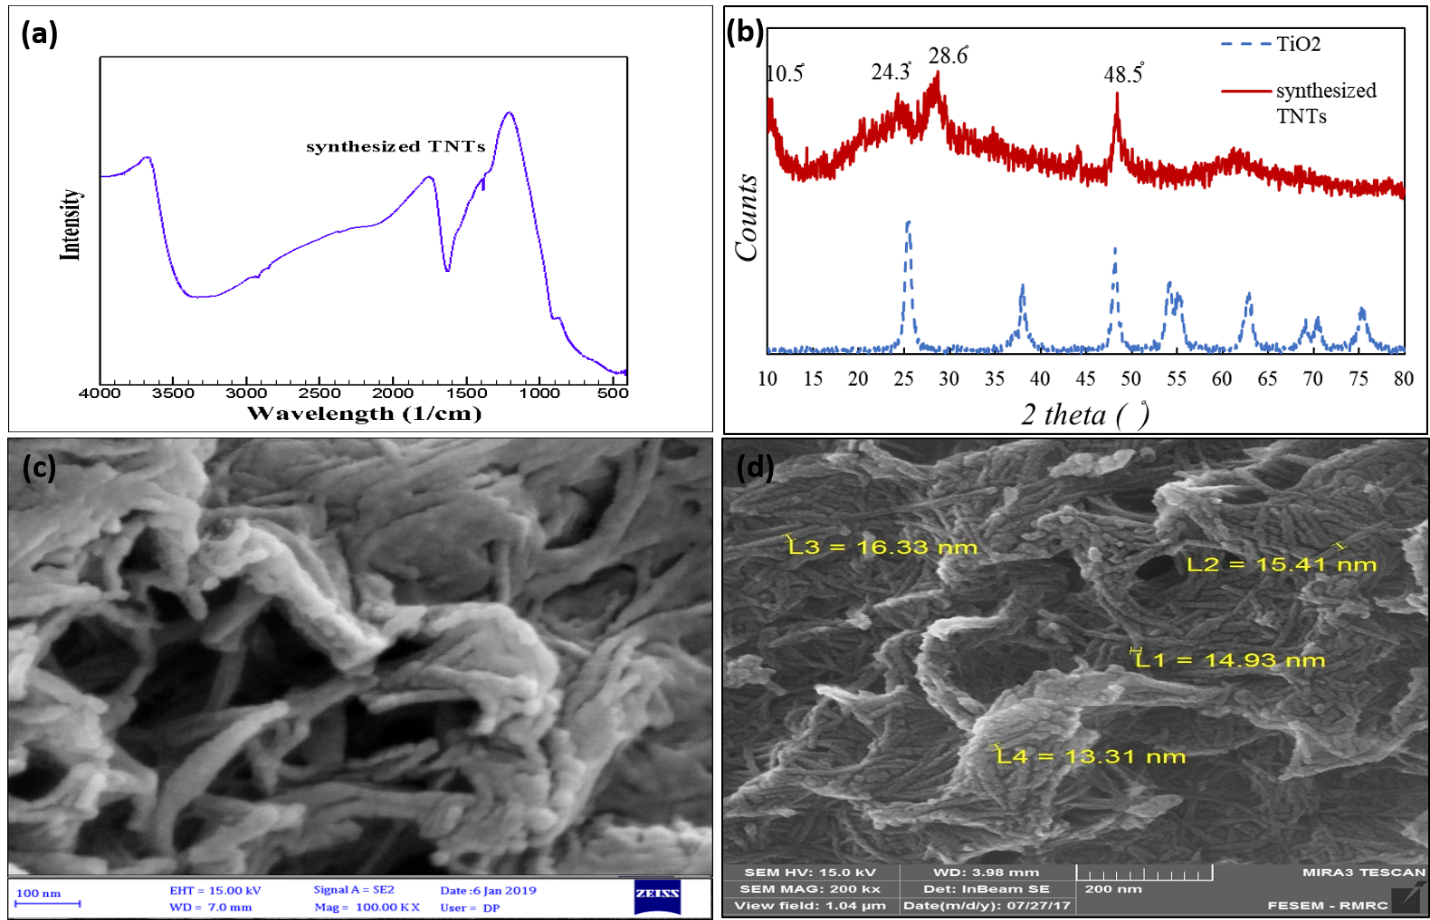 (a)
synthesized TNTs
Intensity
4000 3500 3000 2500 2000 1500 1000 500
Wavelength (1/cm)
(b)
10.5°
24.3°
28.6°
48.5°
TiO2
synthesized
TNTs
Counts
10 15 20 25 30 35 40 45 50 55 60 65 70 75 80
2 theta ( °)
(c)
100 nm
EHT = 15.00 kV
WD = 7.0 mm
Signal A = SE2
Mag = 100.00 K X
Date :6 Jan 2019
User = DP
ZEISS
(d)
L3 = 16.33 nm
L2 = 15.41 nm
L1 = 14.93 nm
L4 = 13.31 nm
SEM HV: 15.0 kV
WD: 3.98 mm
MIRA3 TESCAN
SEM MAG: 200 kx
Det: InBeam SE
200 nm
View field: 1.04 µm
Date(m/d/y): 07/27/17
FESEM - RMRC